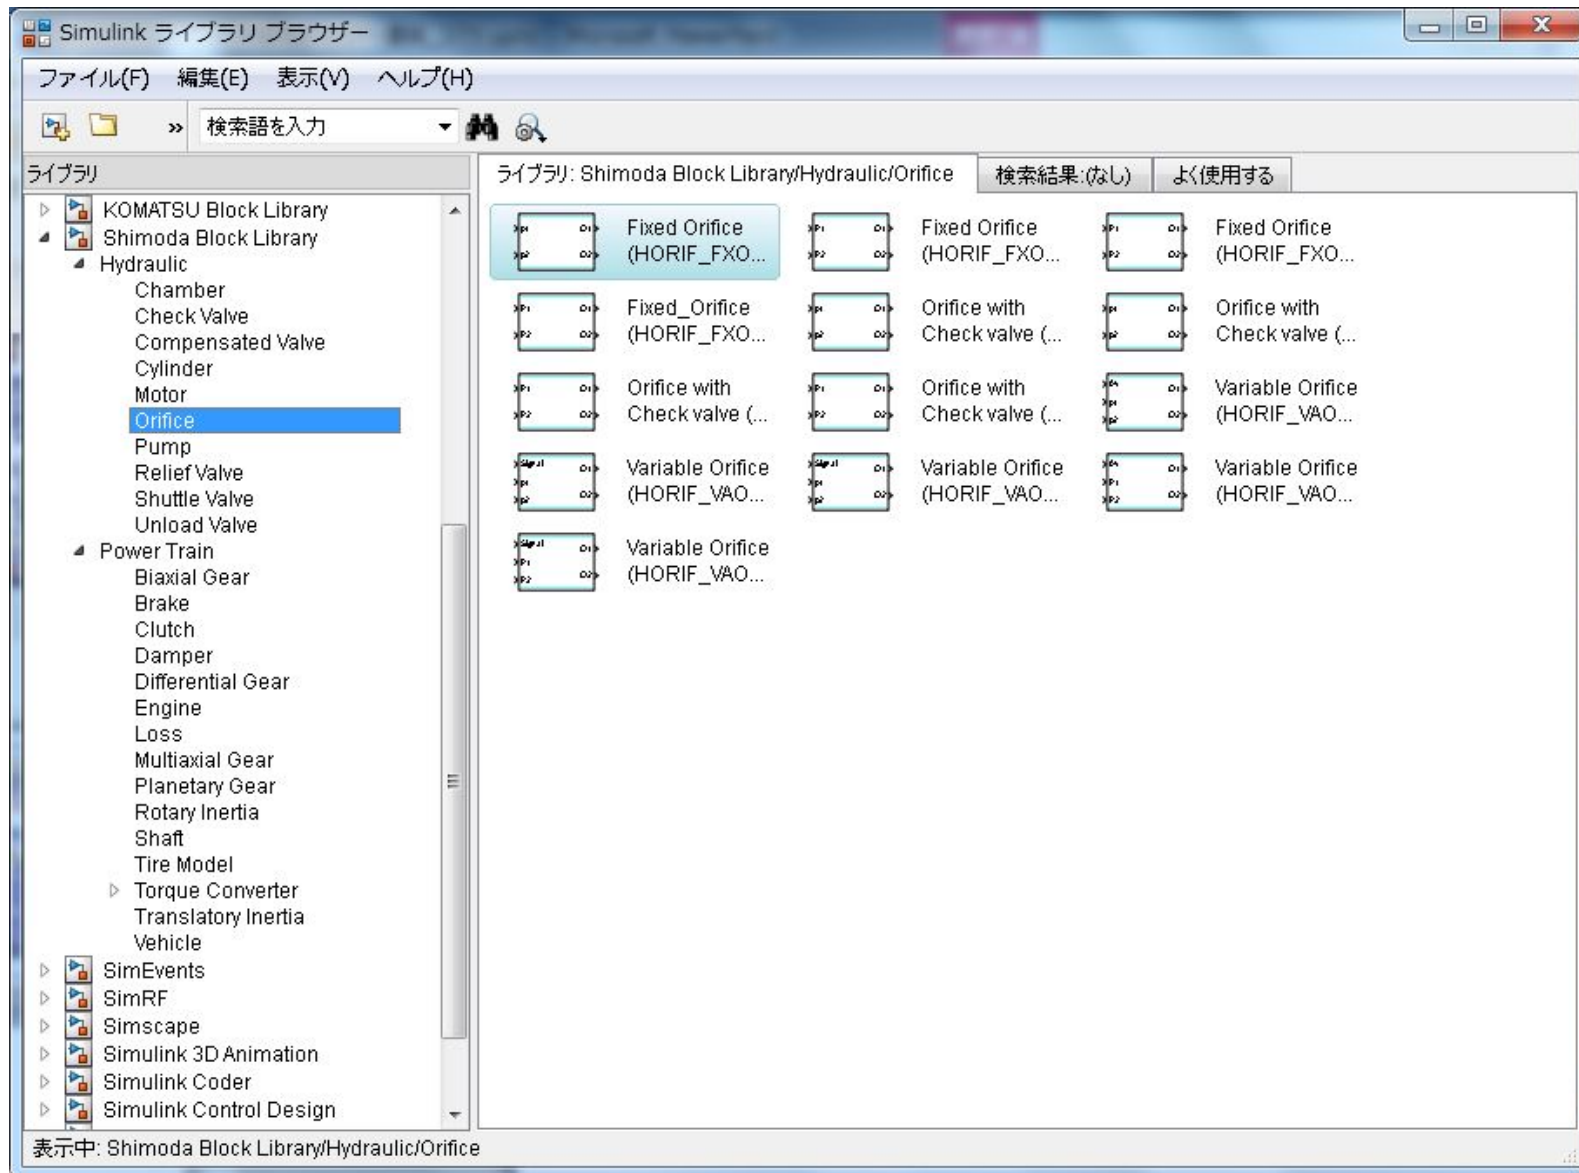 Simulink ライブラリ ブラウザー
ファイル(F) 編集(E) 表示(V) ヘルプ(H)
» 検索語を入力
ライブラリ
KOMATSU Block Library
Shimoda Block Library
Hydraulic
Chamber
Check Valve
Compensated Valve
Cylinder
Motor
Orifice
Pump
Relief Valve
Shuttle Valve
Unload Valve
Power Train
Biaxial Gear
Brake
Clutch
Damper
Differential Gear
Engine
Loss
Multiaxial Gear
Planetary Gear
Rotary Inertia
Shaft
Tire Model
Torque Converter
Translatory Inertia
Vehicle
SimEvents
SimRF
Simscape
Simulink 3D Animation
Simulink Coder
Simulink Control Design
ライブラリ: Shimoda Block Library/Hydraulic/Orifice 検索結果:(なし) よく使用する
Fixed Orifice
(HORIF_FXO...
Fixed Orifice
(HORIF_FXO...
Fixed Orifice
(HORIF_FXO...
Fixed_Orifice
(HORIF_FXO...
Orifice with
Check valve (...
Orifice with
Check valve (...
Orifice with
Check valve (...
Orifice with
Check valve (...
Variable Orifice
(HORIF_VAO...
Variable Orifice
(HORIF_VAO...
Variable Orifice
(HORIF_VAO...
Variable Orifice
(HORIF_VAO...
Variable Orifice
(HORIF_VAO...
表示中: Shimoda Block Library/Hydraulic/Orifice